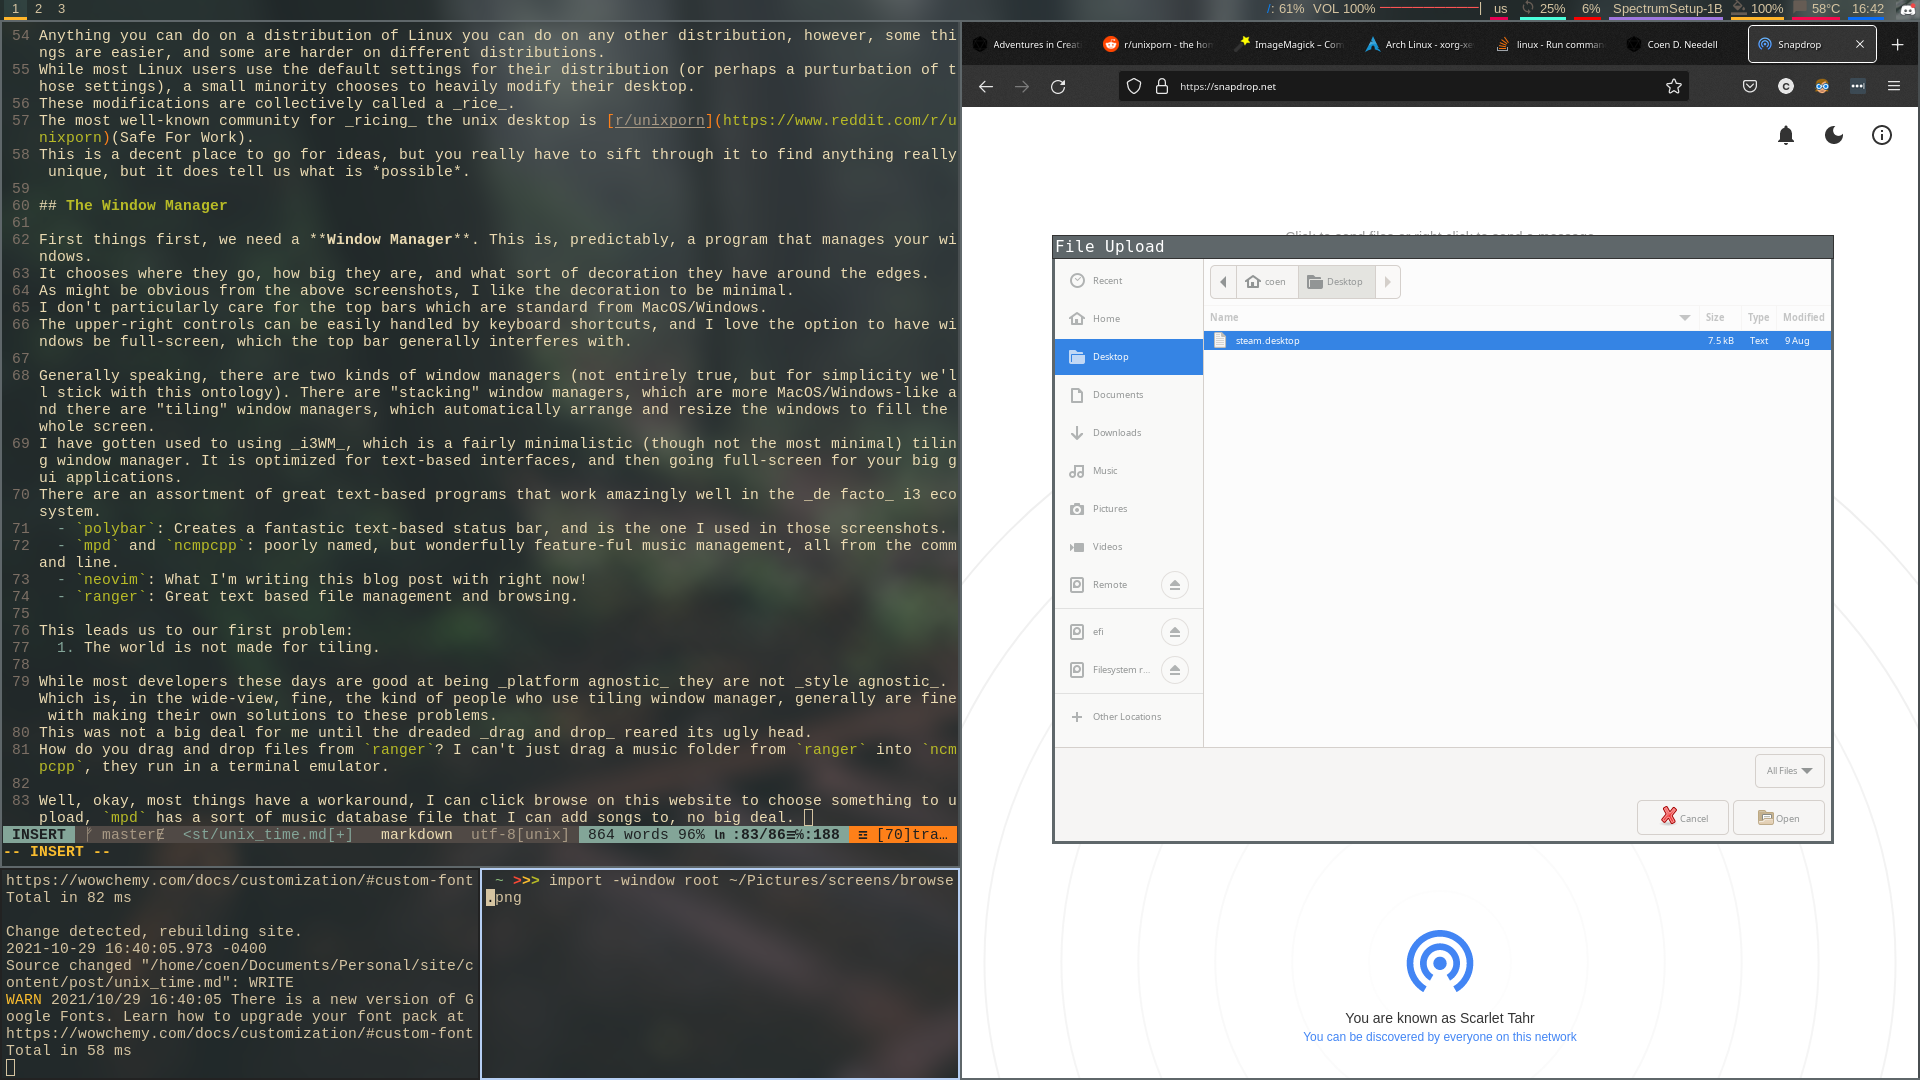 1 2 3
/: 61% VOL 100% us 25% 6% SpectrumSetup-1B 100% 58°C 16:42
54 Anything you can do on a distribution of Linux you can do on any other distribution, however, some thi
ngs are easier, and some are harder on different distributions.
55 While most Linux users use the default settings for their distribution (or perhaps a purturbation of t
hose settings), a small minority chooses to heavily modify their desktop.
56 These modifications are collectively called a _rice_.
57 The most well-known community for _ricing_ the unix desktop is [r/unixporn](https://www.reddit.com/r/u
nixporn)(Safe For Work).
58 This is a decent place to go for ideas, but you really have to sift through it to find anything really
unique, but it does tell us what is *possible*.
59
60 ## The Window Manager
61
62 First things first, we need a **Window Manager**. This is, predictably, a program that manages your wi
ndows.
63 It chooses where they go, how big they are, and what sort of decoration they have around the edges.
64 As might be obvious from the above screenshots, I like the decoration to be minimal.
65 I don't particularly care for the top bars which are standard from MacOS/Windows.
66 The upper-right controls can be easily handled by keyboard shortcuts, and I love the option to have wi
ndows be full-screen, which the top bar generally interferes with.
67
68 Generally speaking, there are two kinds of window managers (not entirely true, but for simplicity we'l
l stick with this ontology). There are "stacking" window managers, which are more MacOS/Windows-like a
nd there are "tiling" window managers, which automatically arrange and resize the windows to fill the
whole screen.
69 I have gotten used to using _i3WM_, which is a fairly minimalistic (though not the most minimal) tilin
g window manager. It is optimized for text-based interfaces, and then going full-screen for your big g
ui applications.
70 There are an assortment of great text-based programs that work amazingly well in the _de facto_ i3 eco
system.
71 - `polybar`: Creates a fantastic text-based status bar, and is the one I used in those screenshots.
72 - `mpd` and `ncmpcpp`: poorly named, but wonderfully feature-ful music management, all from the comm
and line.
73 - `neovim`: What I'm writing this blog post with right now!
74 - `ranger`: Great text based file management and browsing.
75
76 This leads us to our first problem:
77 1. The world is not made for tiling.
78
79 While most developers these days are good at being _platform agnostic_ they are not _style agnostic_.
Which is, in the wide-view, fine, the kind of people who use tiling window manager, generally are fine
with making their own solutions to these problems.
80 This was not a big deal for me until the dreaded _drag and drop_ reared its ugly head.
81 How do you drag and drop files from `ranger`? I can't just drag a music folder from `ranger` into `ncm
pcpp`, they run in a terminal emulator.
82
83 Well, okay, most things have a workaround, I can click browse on this website to choose something to u
pload, `mpd` has a sort of music database file that I can add songs to, no big deal.
INSERT master <st/unix_time.md[+] markdown utf-8[unix] 864 words 96% :83/86 :188 [70]tra…
-- INSERT --
https://wowchemy.com/docs/customization/#custom-font
Total in 82 ms
Change detected, rebuilding site.
2021-10-29 16:40:05.973 -0400
Source changed "/home/coen/Documents/Personal/site/c
ontent/post/unix_time.md": WRITE
WARN 2021/10/29 16:40:05 There is a new version of G
oogle Fonts. Learn how to upgrade your font pack at
https://wowchemy.com/docs/customization/#custom-font
Total in 58 ms
~ >>> import -window root ~/Pictures/screens/browse
.png
Adventures in Creati
r/unixporn - the hom
ImageMagick – Com
Arch Linux - xorg-xe
linux - Run comman
Coen D. Needell
Snapdrop
https://snapdrop.net
Click to send files or right click to send a message
File Upload
Recent
Home
Desktop
Documents
Downloads
Music
Pictures
Videos
Remote
efi
Filesystem r...
Other Locations
coen Desktop
Name Size Type Modified
steam.desktop 7.5 kB Text 9 Aug
All Files
Cancel Open
You are known as Scarlet Tahr
You can be discovered by everyone on this network